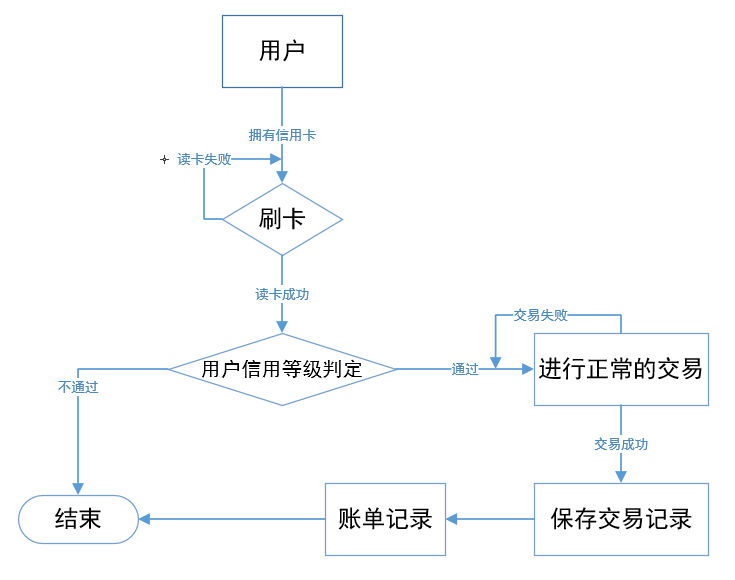 用户
拥有信用卡
读卡失败
刷卡
读卡成功
交易失败
用户信用等级判定
通过
进行正常的交易
不通过
交易成功
结束
账单记录
保存交易记录